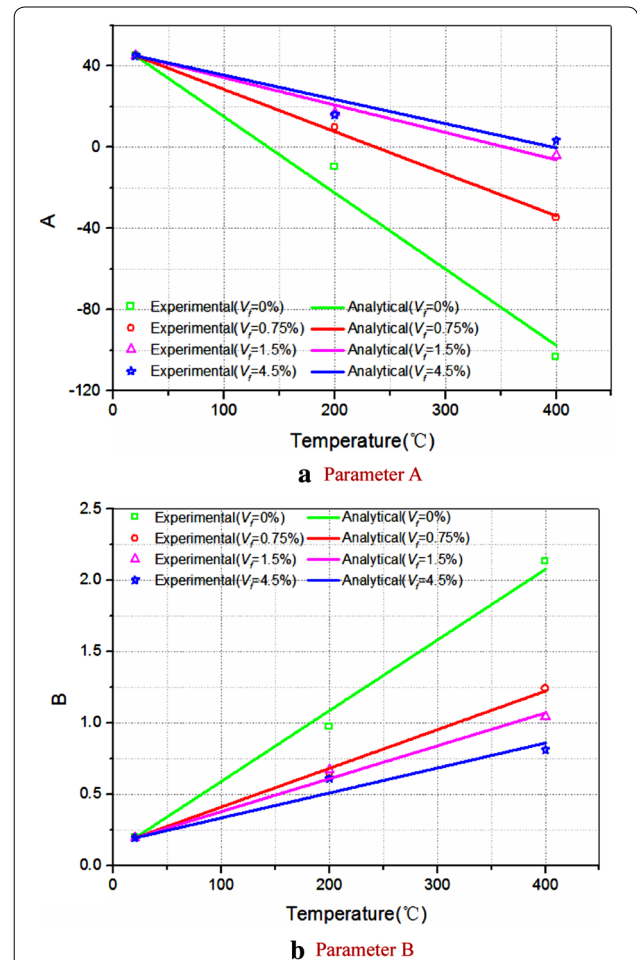 40
0
-40
-80
-120
A
Experimental(Vf=0%) Analytical(Vf=0%)
Experimental(Vf=0.75%) Analytical(Vf=0.75%)
Experimental(Vf=1.5%) Analytical(Vf=1.5%)
Experimental(Vf=4.5%) Analytical(Vf=4.5%)
0 100 200 300 400
Temperature(℃)
a Parameter A
2.5
2.0
1.5
1.0
0.5
0.0
B
Experimental(Vf=0%) Analytical(Vf=0%)
Experimental(Vf=0.75%) Analytical(Vf=0.75%)
Experimental(Vf=1.5%) Analytical(Vf=1.5%)
Experimental(Vf=4.5%) Analytical(Vf=4.5%)
0 100 200 300 400
Temperature(℃)
b Parameter B